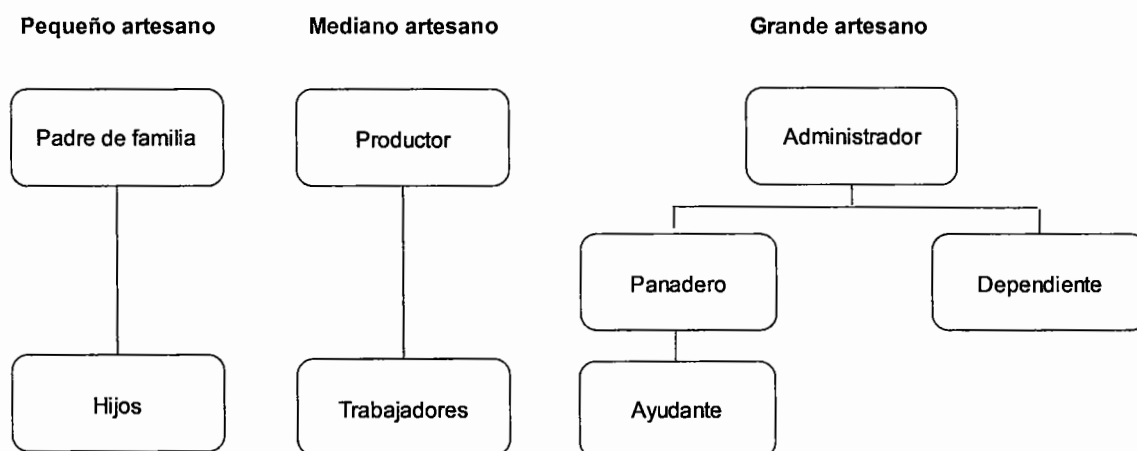 Pequeño artesano
Mediano artesano
Grande artesano
Padre de familia
Productor
Administrador
Panadero
Dependiente
Hijos
Trabajadores
Ayudante